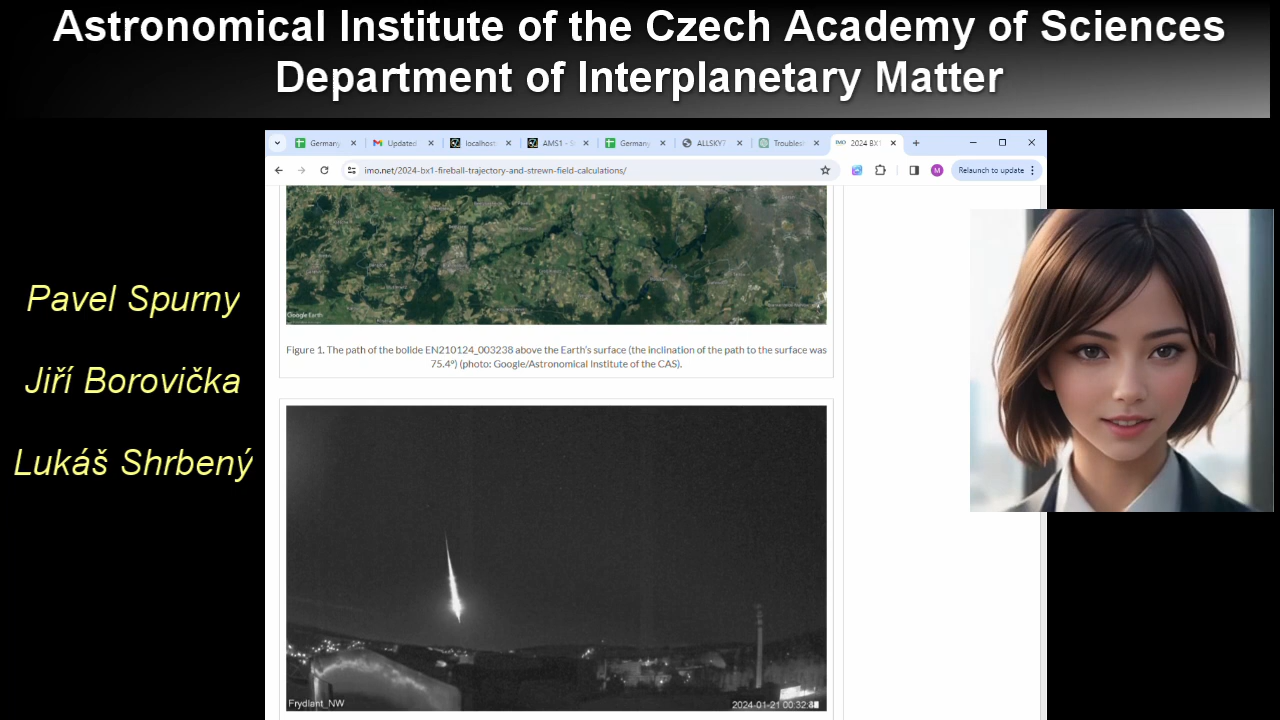 Astronomical Institute of the Czech Academy of Sciences
Department of Interplanetary Matter
Germany
Updated
localhost
AMS1 - S
Germany
ALLSKY7
Troubles
2024 BX1
imo.net/2024-bx1-fireball-trajectory-and-strewn-field-calculations/
M
Relaunch to update
Pavel Spurny
Jiří Borovička
Lukáš Shrbený
Google Earth
Figure 1. The path of the bolide EN210124_003238 above the Earth's surface (the inclination of the path to the surface was
75.4°) (photo: Google/Astronomical Institute of the CAS).
Frydlant_NW
2024-01-21 00:32: